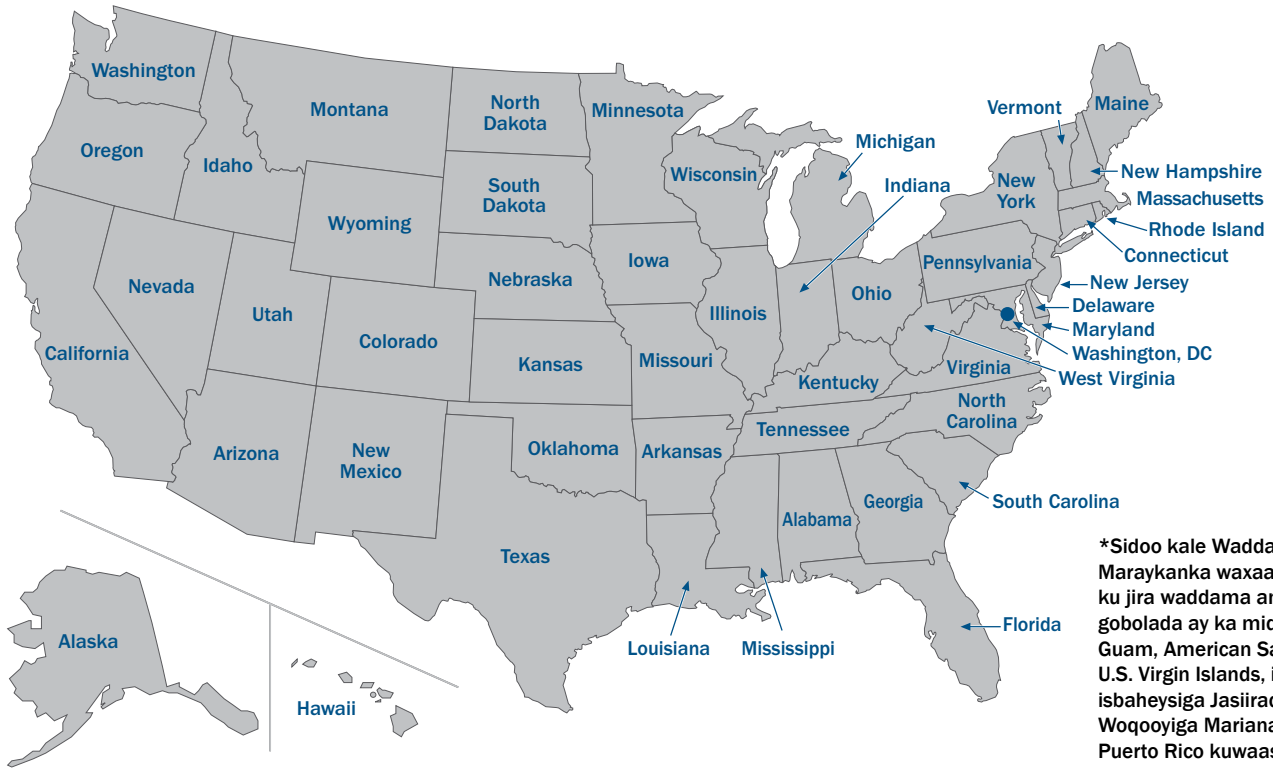 Washington
Montana
North
Dakota
Minnesota
Vermont
Maine
Oregon
Idaho
Michigan
South
Dakota
Wisconsin
New Hampshire
Indiana
New
York
Massachusetts
Wyoming
Rhode Island
Iowa
Connecticut
Pennsylvania
Nebraska
New Jersey
Nevada
Ohio
Delaware
Utah
Illinois
Maryland
Colorado
California
Washington, DC
Kansas
Missouri
Virginia
West Virginia
Kentucky
North
Carolina
Tennessee
Oklahoma
Arkansas
Arizona
New
Mexico
South Carolina
Georgia
Alabama
Texas
Florida
Louisiana
Mississippi
Alaska
Hawaii
*Sidoo kale
Maraykanka waxaa
ku jira waddama
gobolada ay ka
Guam, American
U.S. Virgin Islands,
isbaheysiga
Woqooyiga
Puerto Rico